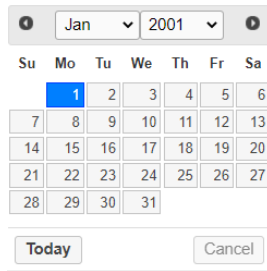 Jan 2001
Su Mo Tu We Th Fr Sa
1 2 3 4 5 6
7 8 9 10 11 12 13
14 15 16 17 18 19 20
21 22 23 24 25 26 27
28 29 30 31
Today Cancel